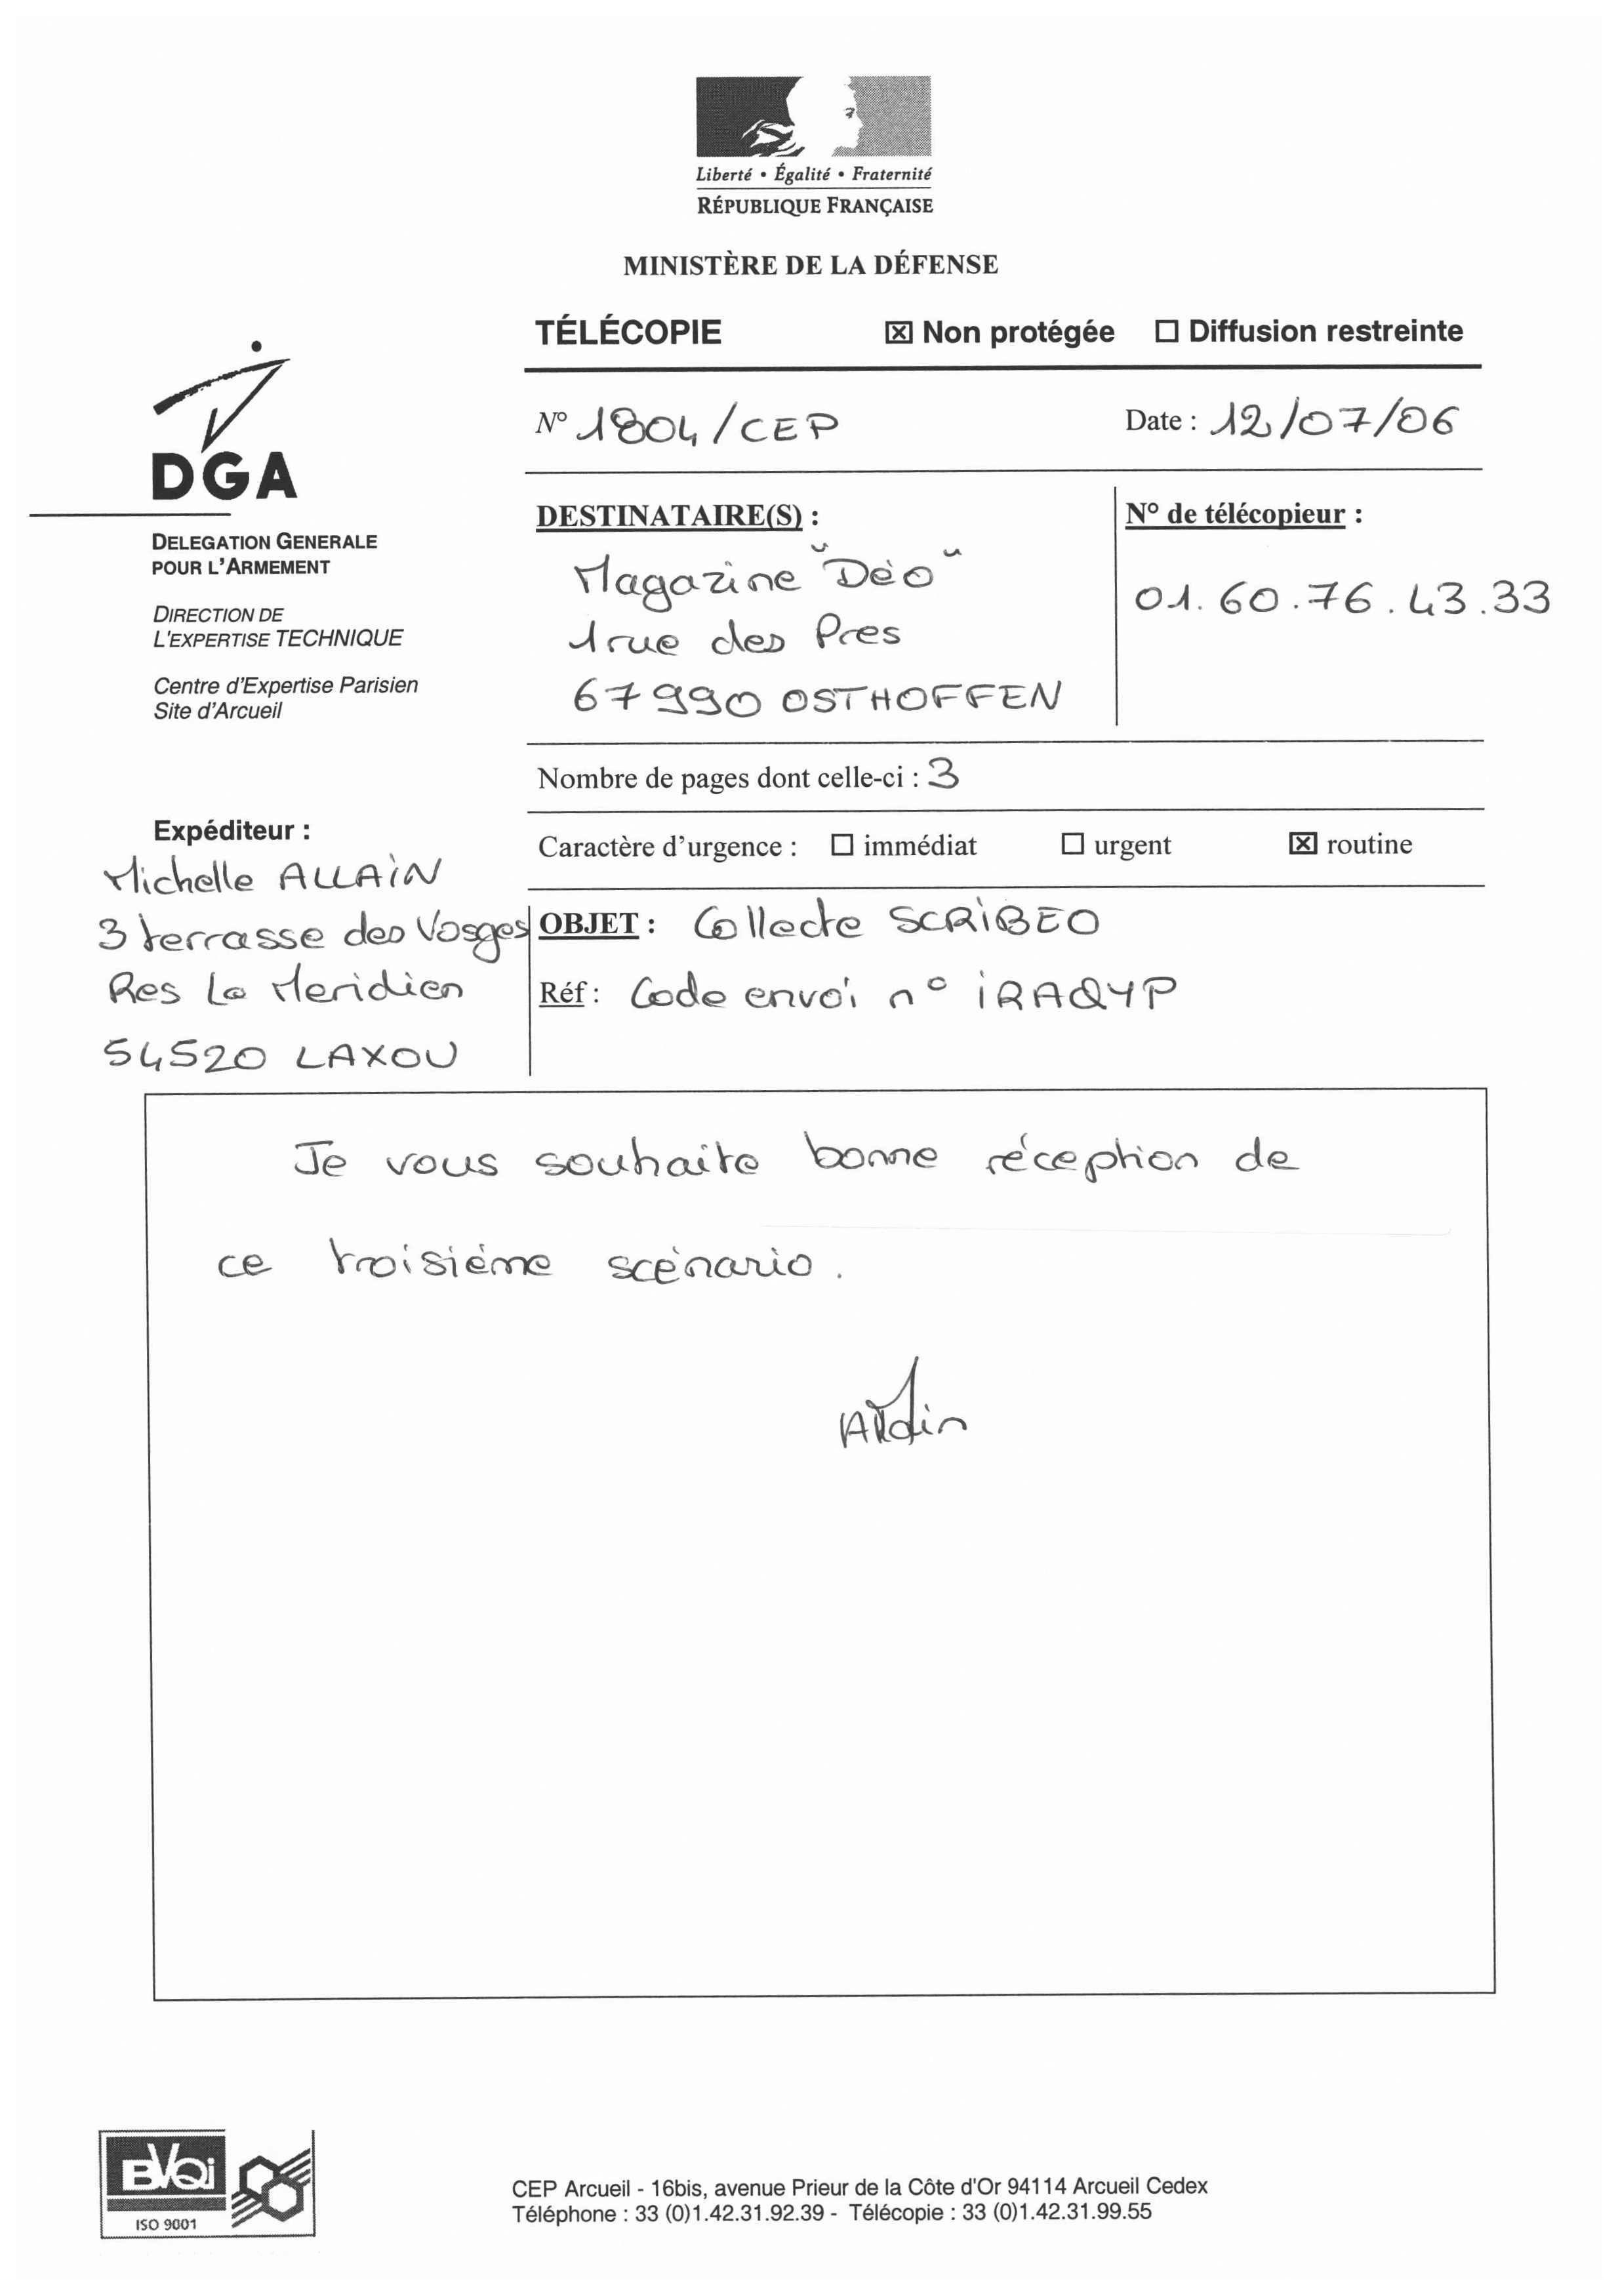 Liberté • Égalité • Fraternité
RÉPUBLIQUE FRANÇAISE
MINISTÈRE DE LA DÉFENSE
TÉLÉCOPIE ☒ Non protégée ☐ Diffusion restreinte
N° 1804/CEP Date : 12/07/06
DGA
DELEGATION GENERALE
POUR L'ARMEMENT
DIRECTION DE
L'EXPERTISE TECHNIQUE
Centre d'Expertise Parisien
Site d'Arcueil
DESTINATAIRE(S) :
Magazine "Déo"
1 rue des Pres
67990 OSTHOFFEN
N° de télécopieur :
01.60.76.43.33
Nombre de pages dont celle-ci : 3
Caractère d'urgence : ☐ immédiat ☐ urgent ☒ routine
Expéditeur :
Michelle ALLAIN
3 terrasse des Vosges
Res Le Meridien
54520 LAXOU
OBJET : Collecte SCRIBEO
Réf : Code envoi n° IRAQYP
Je vous souhaite bonne réception de
ce troisiéme scénario.
Allain
BVQi
ISO 9001
CEP Arcueil - 16bis, avenue Prieur de la Côte d'Or 94114 Arcueil Cedex
Téléphone : 33 (0)1.42.31.92.39 - Télécopie : 33 (0)1.42.31.99.55